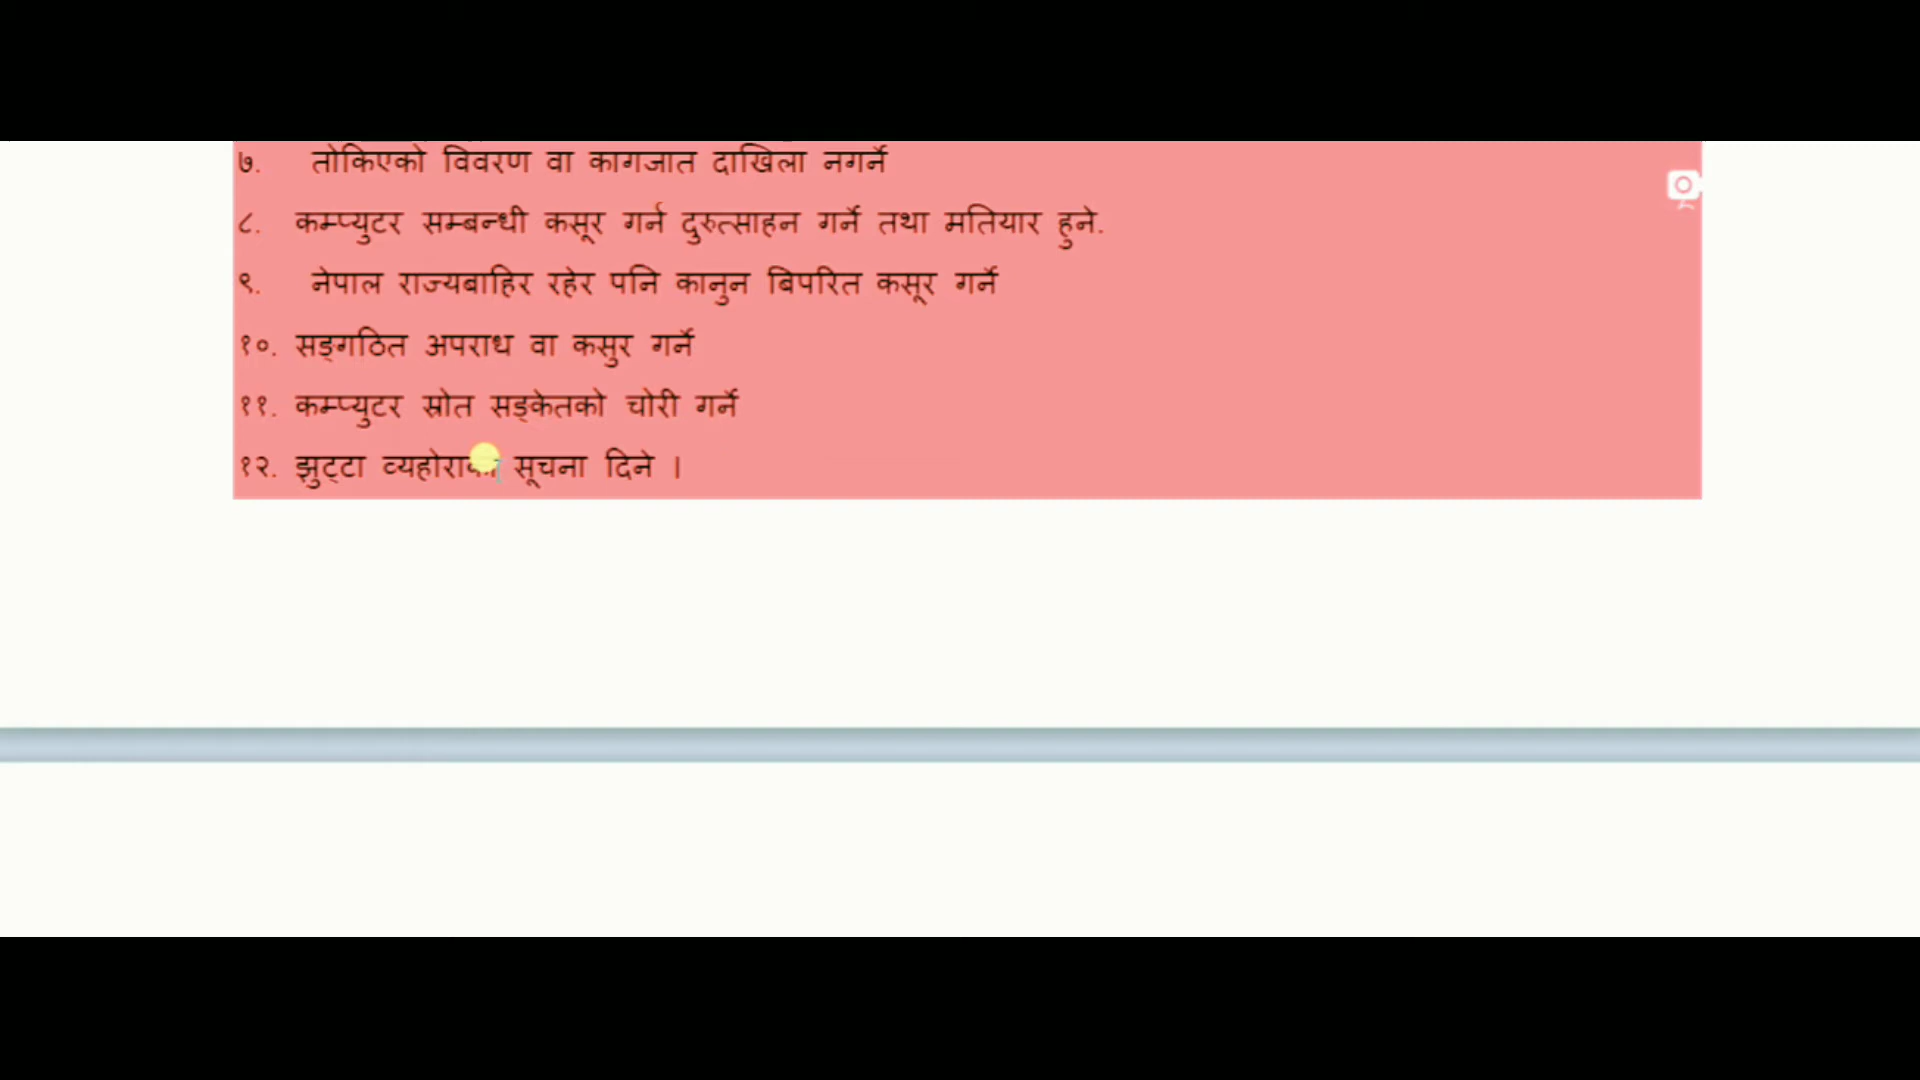 ७. तोकिएको विवरण वा कागजात दाखिला नगर्ने
८. कम्प्युटर सम्बन्धी कसूर गर्न दुरुत्साहन गर्ने तथा मतियार हुने.
९. नेपाल राज्यबाहिर रहेर पनि कानुन बिपरित कसूर गर्ने
१०. सङ्गठित अपराध वा कसुर गर्ने
११. कम्प्युटर स्रोत सङ्केतको चोरी गर्ने
१२. झुट्टा व्यहोराको सूचना दिने ।